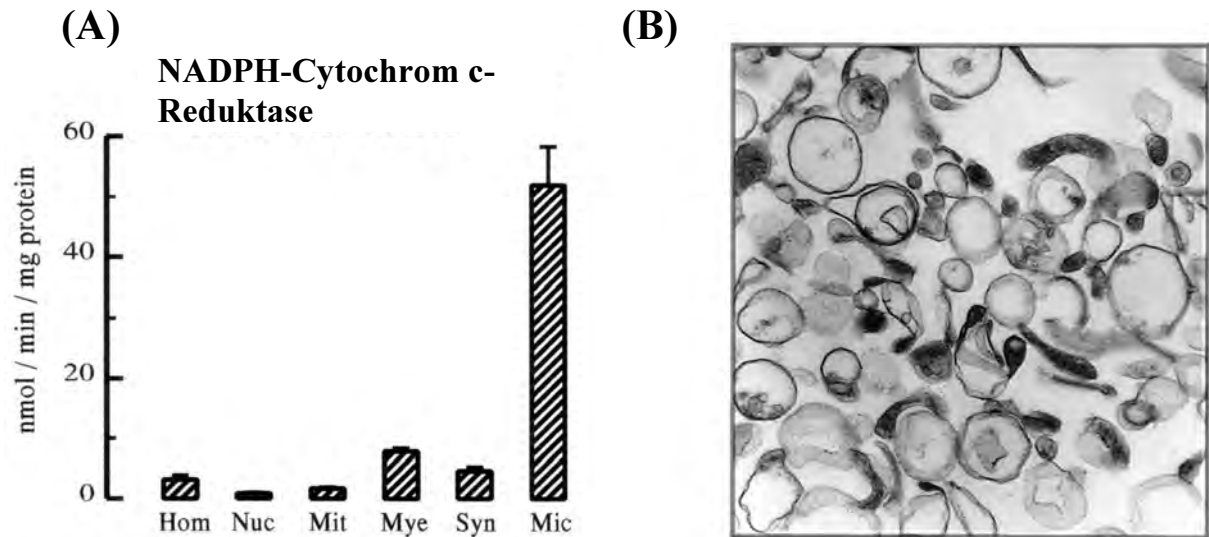 (A)
(B)
NADPH-Cytochrom c-
Reduktase
60
40
20
0
nmol / min / mg protein
Hom Nuc Mit Mye Syn Mic